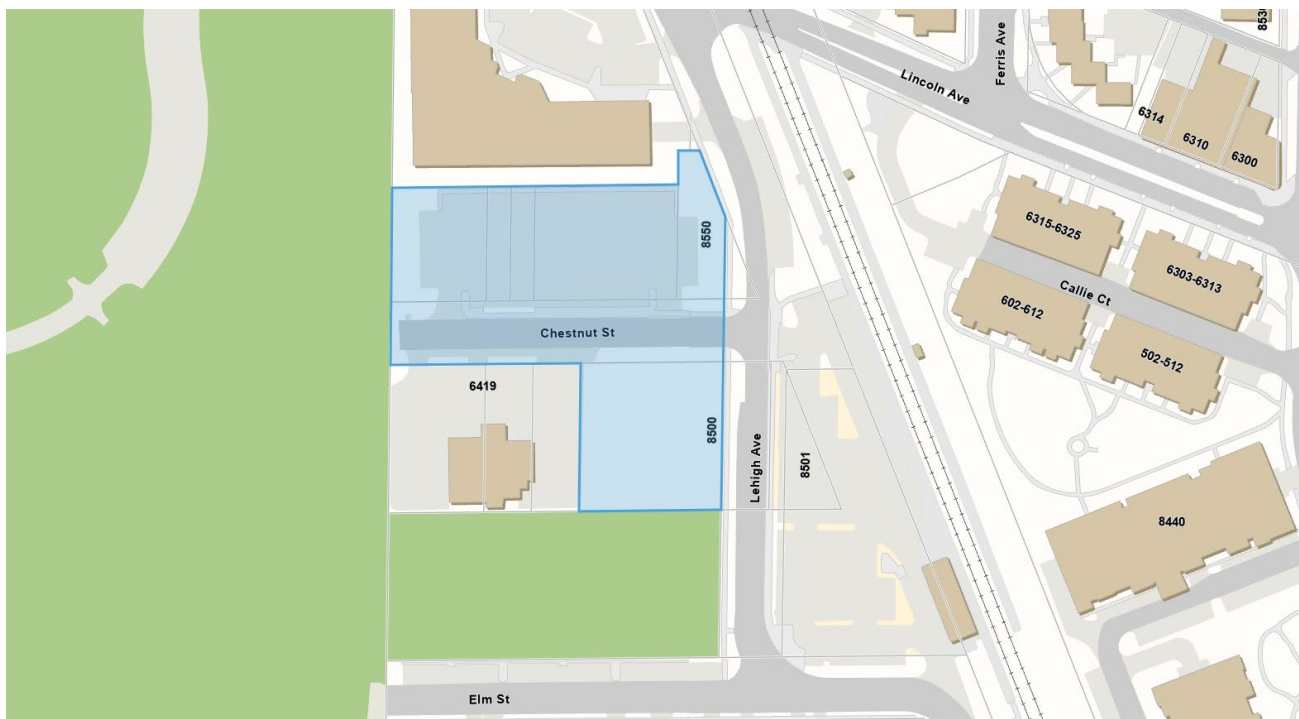 8530
Ferris Ave
Lincoln Ave
6314
6310
6300
6315-6325
8550
6303-6313
Callie Ct
602-612
Chestnut St
502-512
6419
8500
Lehigh Ave
8501
8440
Elm St